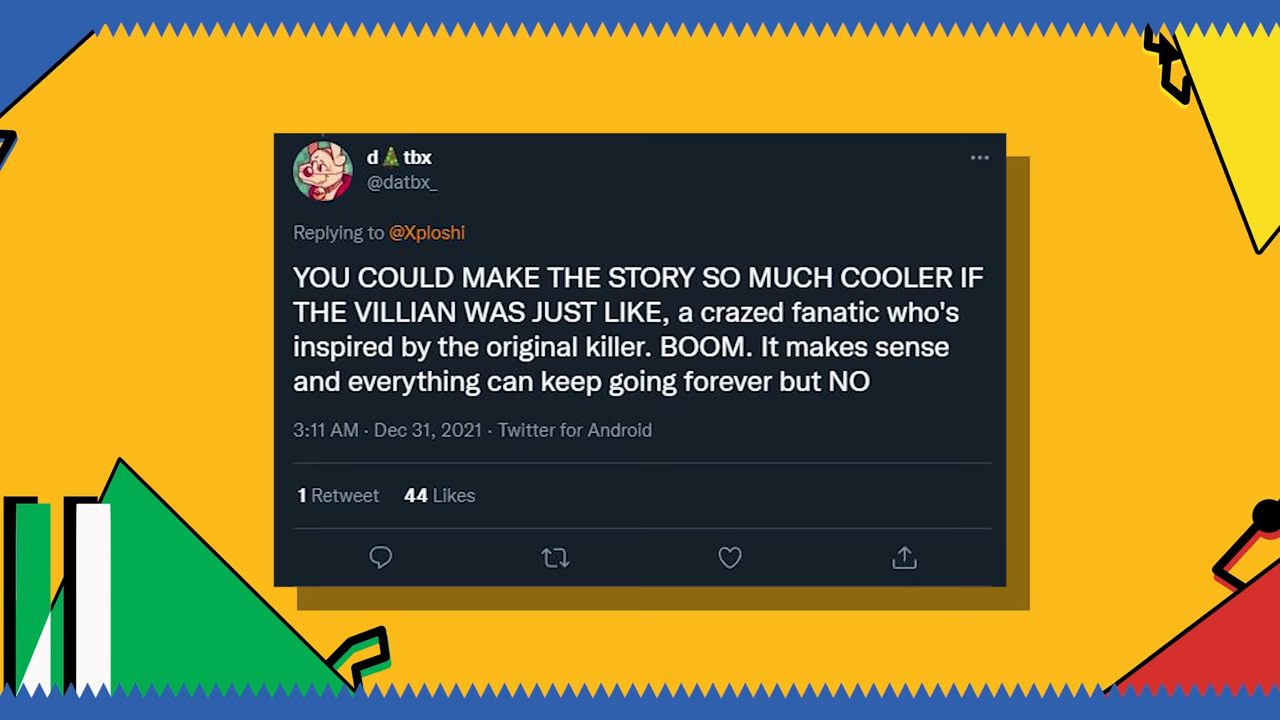 d🎄tbx
@datbx_
Replying to @Xploshi
YOU COULD MAKE THE STORY SO MUCH COOLER IF
THE VILLIAN WAS JUST LIKE, a crazed fanatic who's
inspired by the original killer. BOOM. It makes sense
and everything can keep going forever but NO
3:11 AM · Dec 31, 2021 · Twitter for Android
1 Retweet 44 Likes